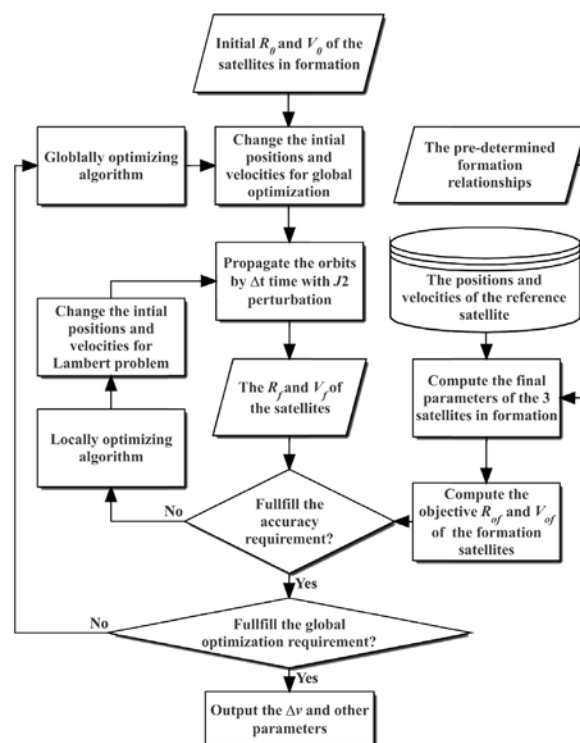 Initial R0 and V0 of the
satellites in formation
Globlally optimizing
algorithm
Change the intial
positions and
velocities for global
optimization
The pre-determined
formation
relationships
Propagate the orbits
by Δt time with J2
perturbation
The positions and
velocities of the reference
satellite
Change the intial
positions and
velocities for
Lambert problem
The Rf and Vf of
the satellites
Compute the final
parameters of the 3
satellites in formation
Locally optimizing
algorithm
No
Fullfill the
accuracy
requirement?
Compute the
objective Rof and Vof
of the formation
satellites
Yes
No
Fullfill the global
optimization requirement?
Yes
Output the Δv and other
parameters